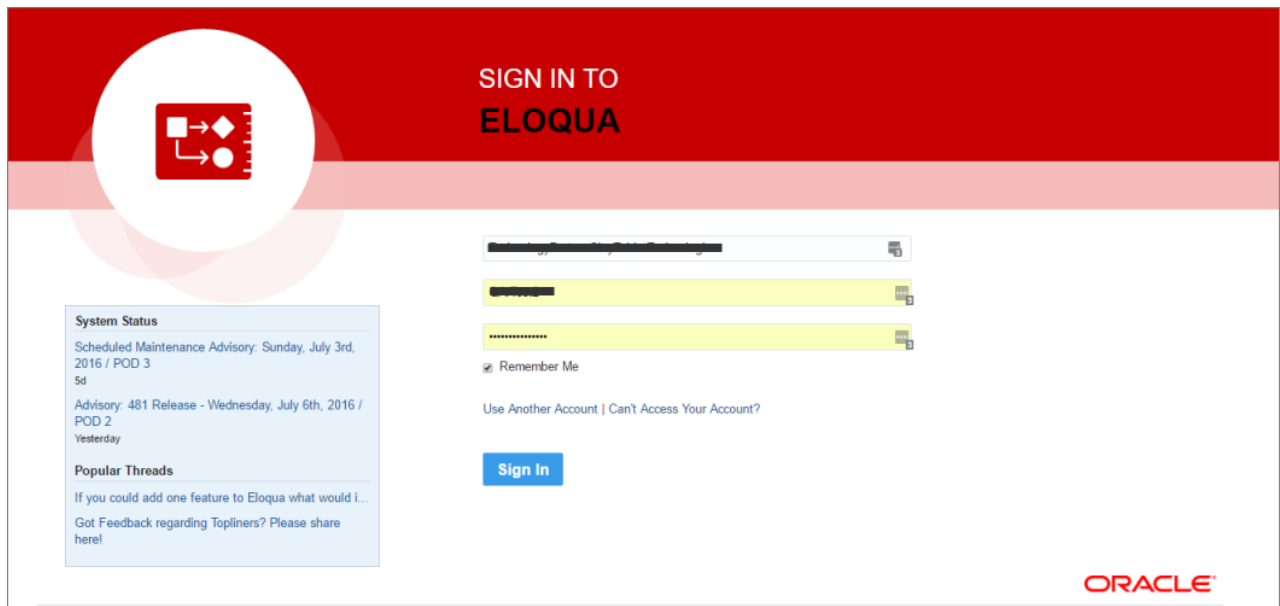 SIGN IN TO
ELOQUA
Remember Me
Use Another Account | Can't Access Your Account?
Sign In
System Status
Scheduled Maintenance Advisory: Sunday, July 3rd,
2016 / POD 3
5d
Advisory: 481 Release - Wednesday, July 6th, 2016 /
POD 2
Yesterday
Popular Threads
If you could add one feature to Eloqua what would i...
Got Feedback regarding Topliners? Please share
here!
ORACLE